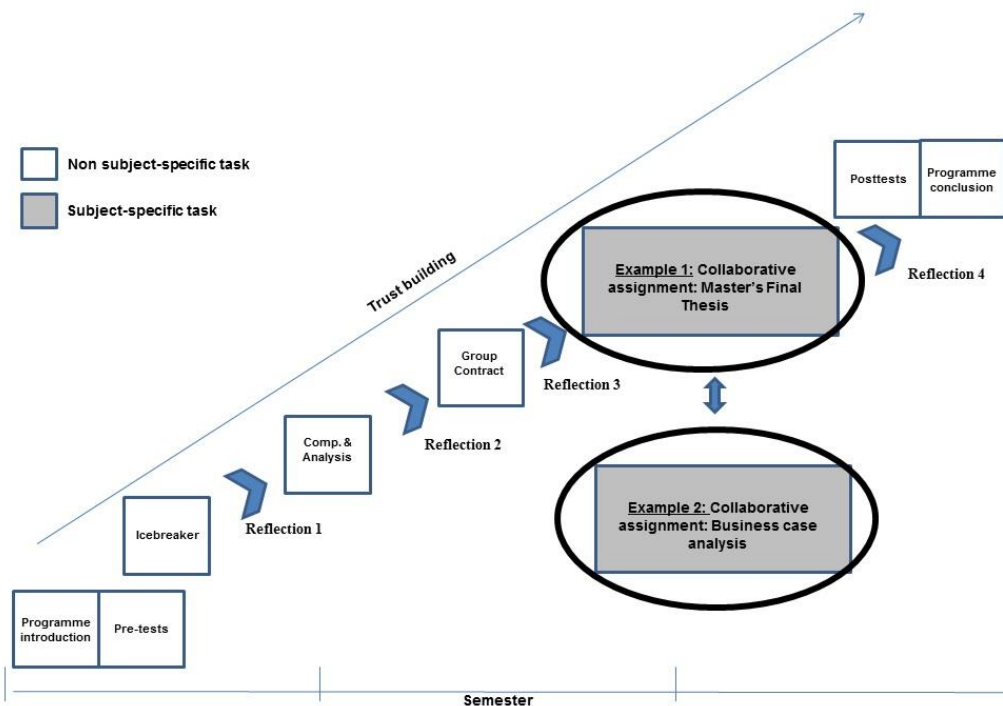 Non subject-specific task
Subject-specific task
Trust building
Posttests
Programme
conclusion
Reflection 4
Example 1: Collaborative
assignment: Master's Final
Thesis
Group
Contract
Reflection 3
Comp. &
Analysis
Reflection 2
Example 2: Collaborative
assignment: Business case
analysis
Icebreaker
Reflection 1
Programme
introduction
Pre-tests
Semester